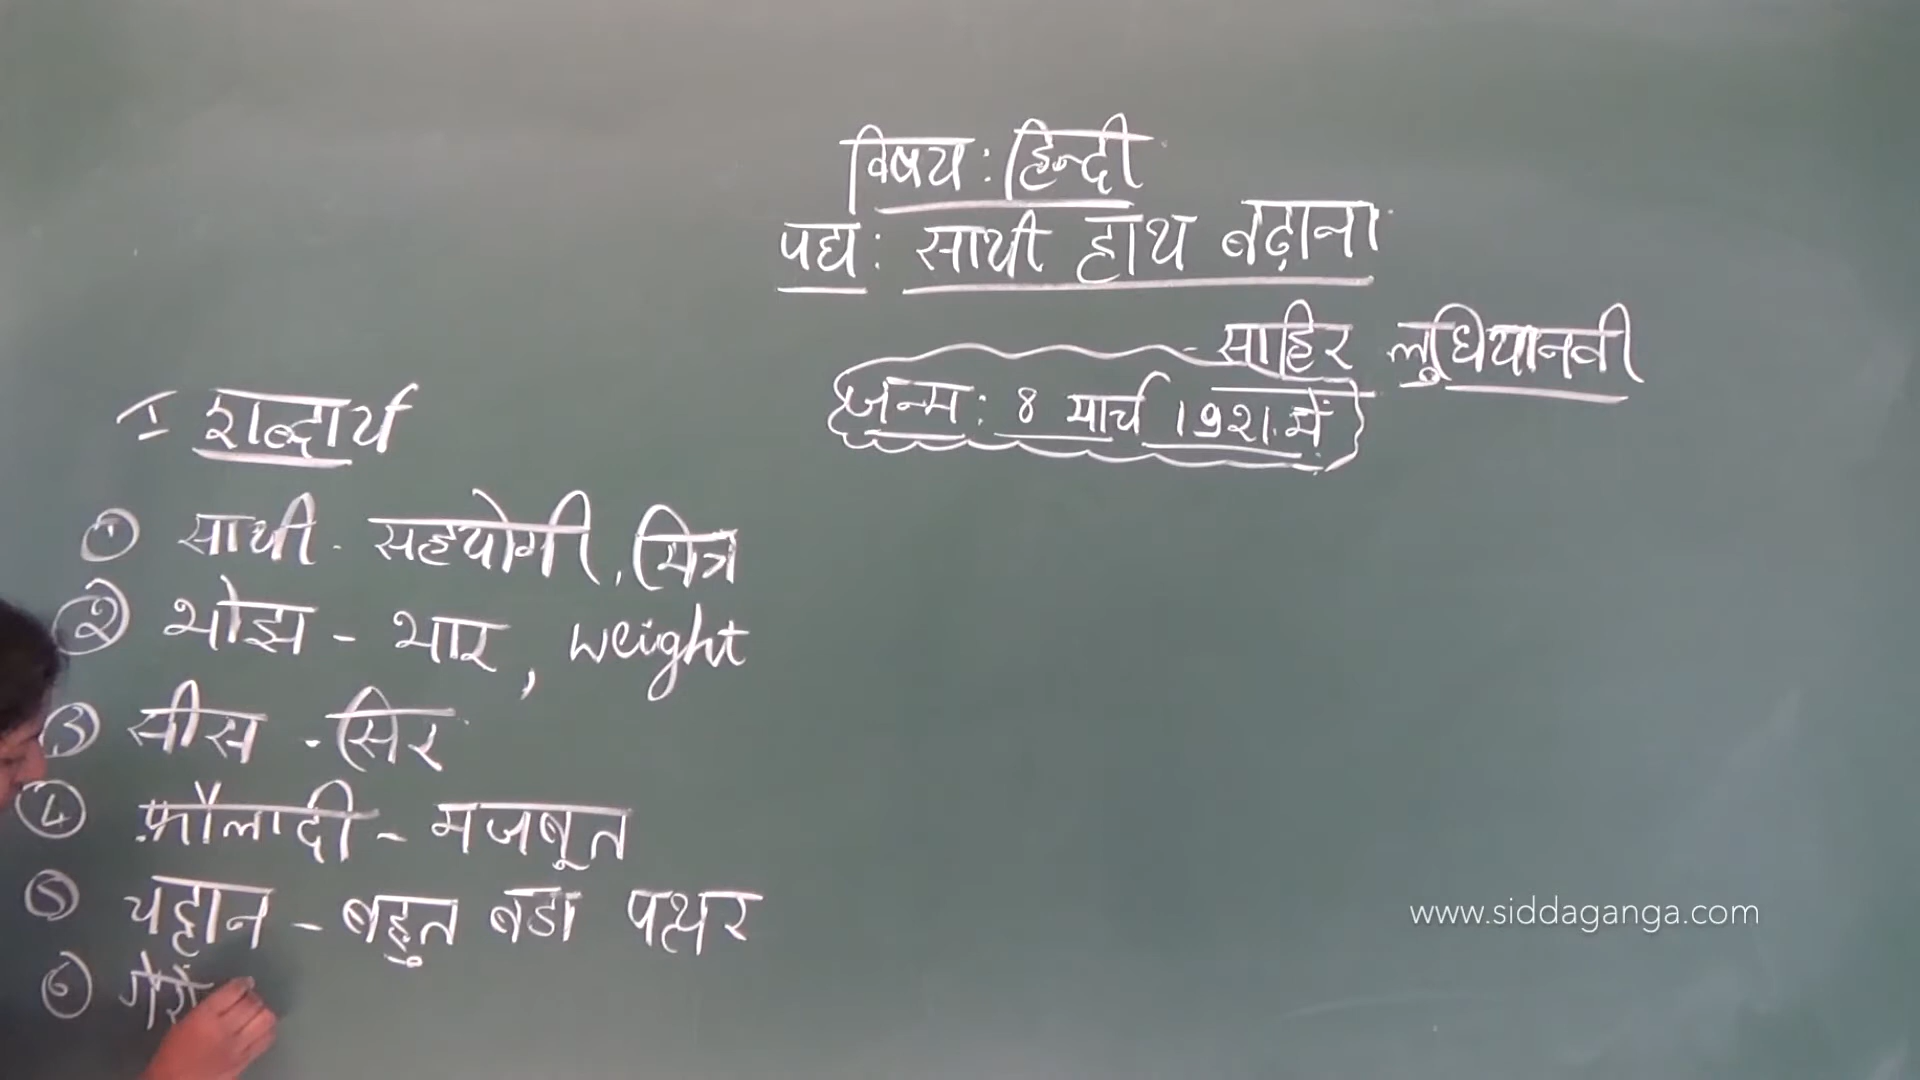 विषय: हिन्दी
पद्य: साथी हाथ बढ़ाना
- साहिर लुधियानवी
जन्म: 8 मार्च 1921 में
I शब्दार्थ
① साथी - सहयोगी, मित्र
② भोझ - भार, weight
③ सीस - सिर
④ फ़ौलादी - मजबूत
⑤ चट्टान - बहुत बडा पत्थर
⑥
www.siddaganga.com